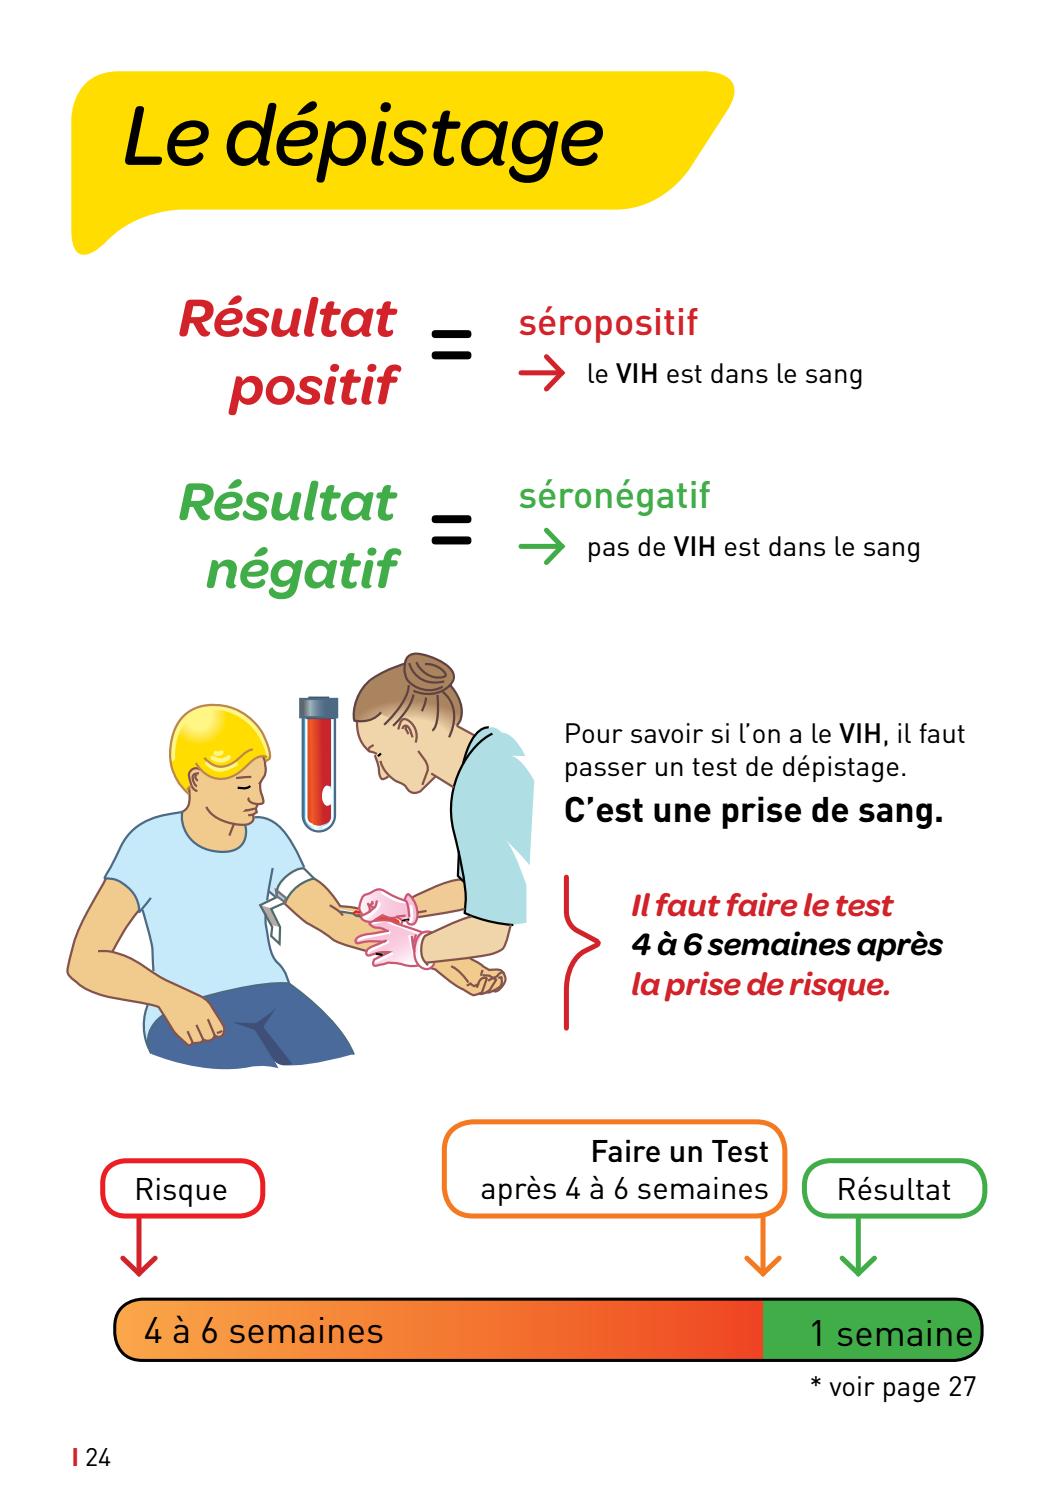 Le dépistage
Résultat
positif
=
séropositif
→ le VIH est dans le sang
Résultat
négatif
=
séronégatif
→ pas de VIH est dans le sang
Pour savoir si l’on a le VIH, il faut
passer un test de dépistage.
C’est une prise de sang.
Il faut faire le test
4 à 6 semaines après
la prise de risque.
Risque
Faire un Test
après 4 à 6 semaines
Résultat
4 à 6 semaines
1 semaine
* voir page 27
I 24